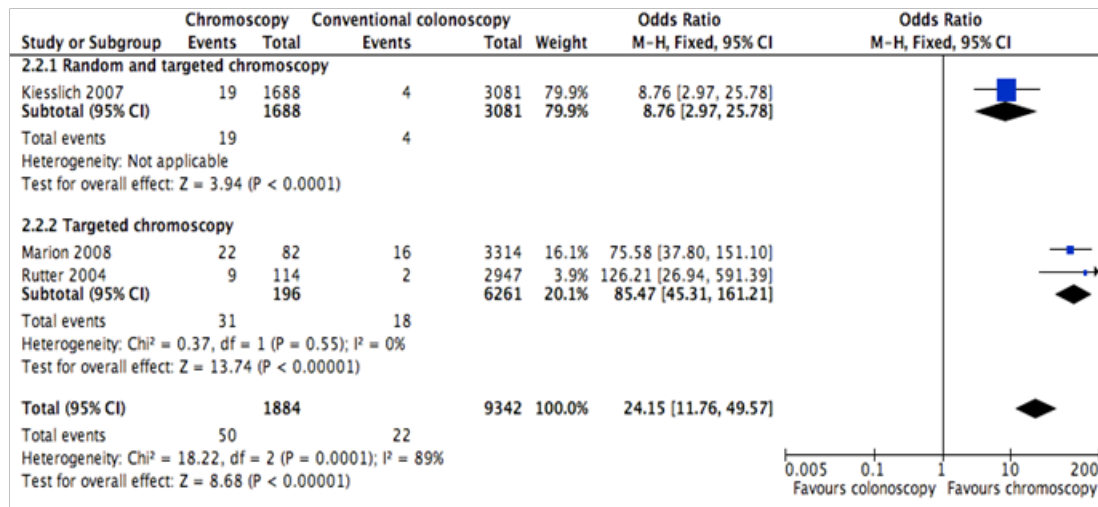 Chromoscopy Conventional colonoscopy Odds Ratio Odds Ratio
Study or Subgroup Events Total Events Total Weight M-H, Fixed, 95% CI M-H, Fixed, 95% CI
2.2.1 Random and targeted chromoscopy
Kiesslich 2007 19 1688 4 3081 79.9% 8.76 [2.97, 25.78]
Subtotal (95% CI) 1688 3081 79.9% 8.76 [2.97, 25.78]
Total events 19 4
Heterogeneity: Not applicable
Test for overall effect: Z = 3.94 (P < 0.0001)
2.2.2 Targeted chromoscopy
Marion 2008 22 82 16 3314 16.1% 75.58 [37.80, 151.10]
Rutter 2004 9 114 2 2947 3.9% 126.21 [26.94, 591.39]
Subtotal (95% CI) 196 6261 20.1% 85.47 [45.31, 161.21]
Total events 31 18
Heterogeneity: Chi² = 0.37, df = 1 (P = 0.55); I² = 0%
Test for overall effect: Z = 13.74 (P < 0.00001)
Total (95% CI) 1884 9342 100.0% 24.15 [11.76, 49.57]
Total events 50 22
Heterogeneity: Chi² = 18.22, df = 2 (P = 0.0001); I² = 89%
Test for overall effect: Z = 8.68 (P < 0.00001)
0.005 0.1 1 10 200
Favours colonoscopy Favours chromoscopy